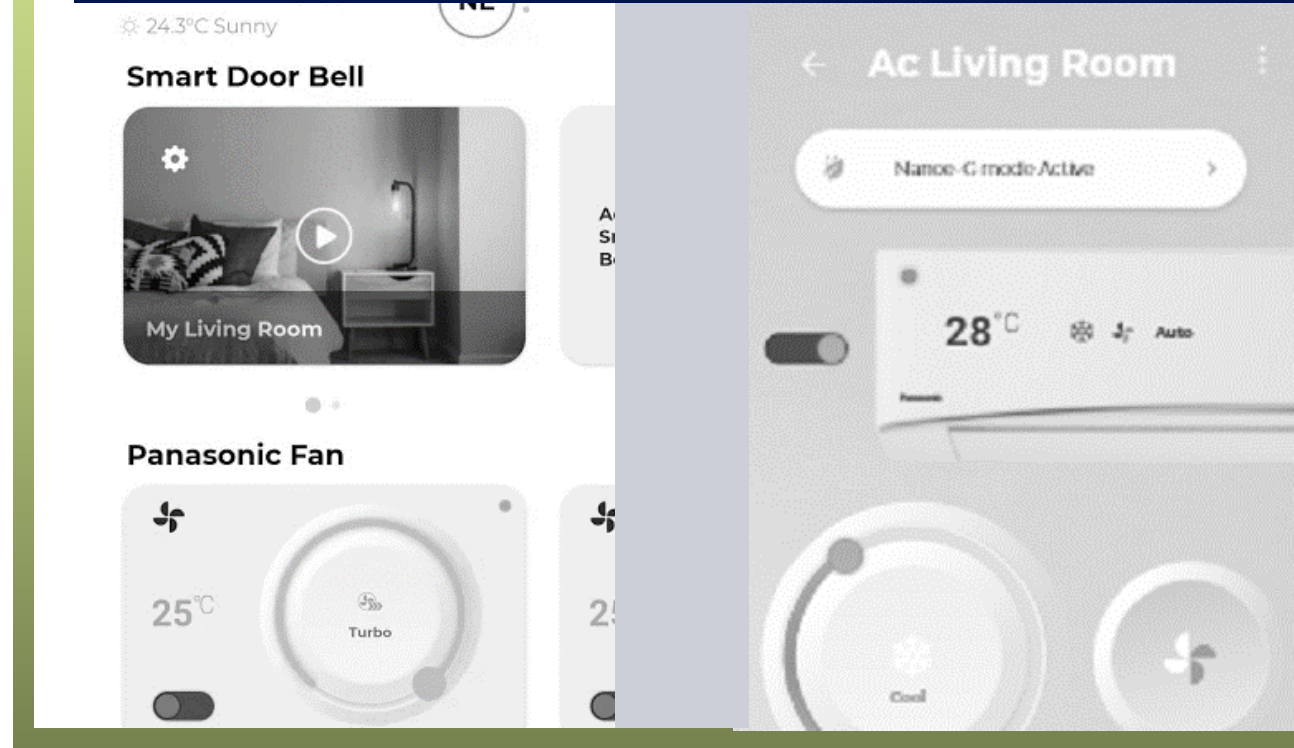 24.3°C Sunny
Smart Door Bell
My Living Room
Panasonic Fan
25°C
Turbo
Ac Living Room
mode Active
28°C
Auto
Panasonic
Cool